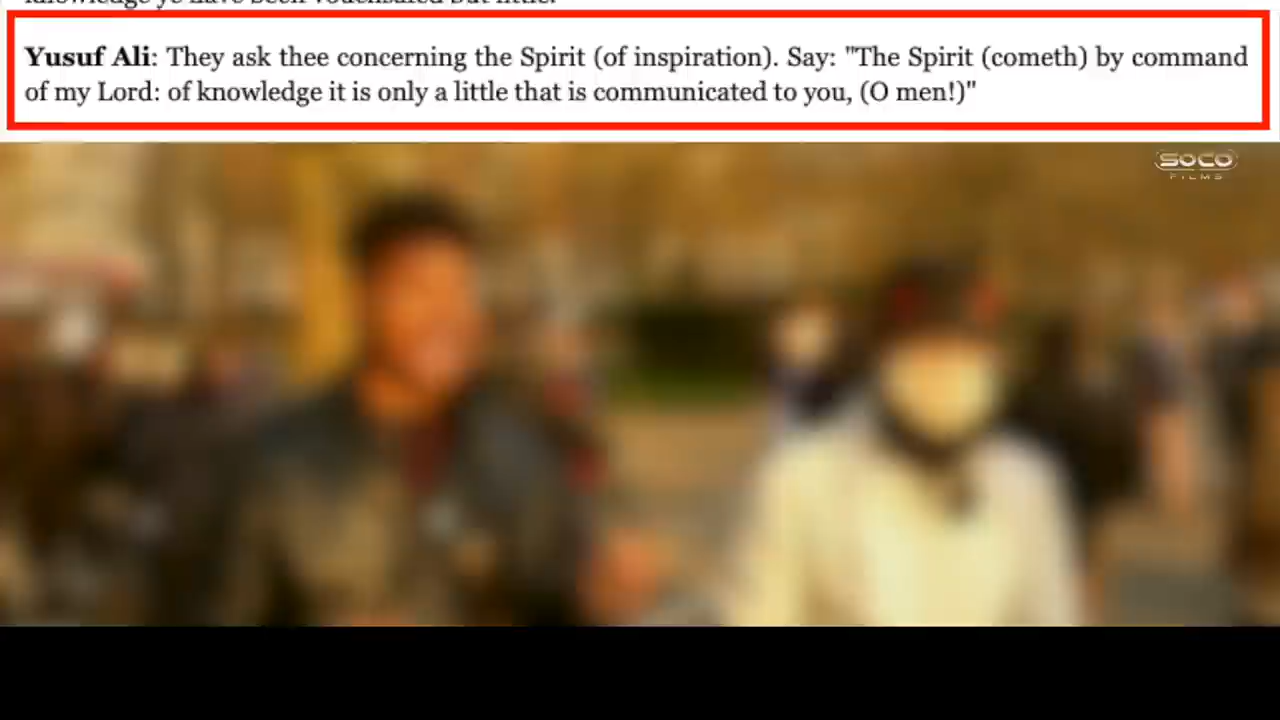 Yusuf Ali: They ask thee concerning the Spirit (of inspiration). Say: "The Spirit (cometh) by command
of my Lord: of knowledge it is only a little that is communicated to you, (O men!)"
SOCO
FILMS